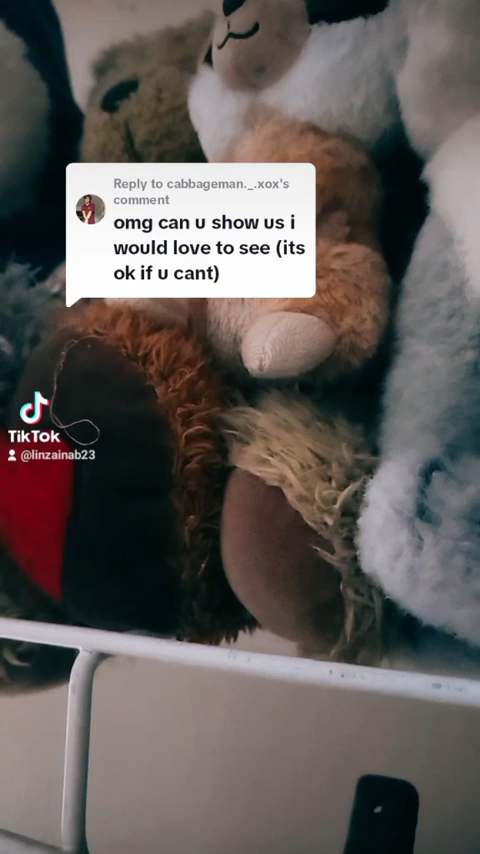 Reply to cabbageman._.xox's
comment
omg can u show us i
would love to see (its
ok if u cant)
TikTok
@linzainab23